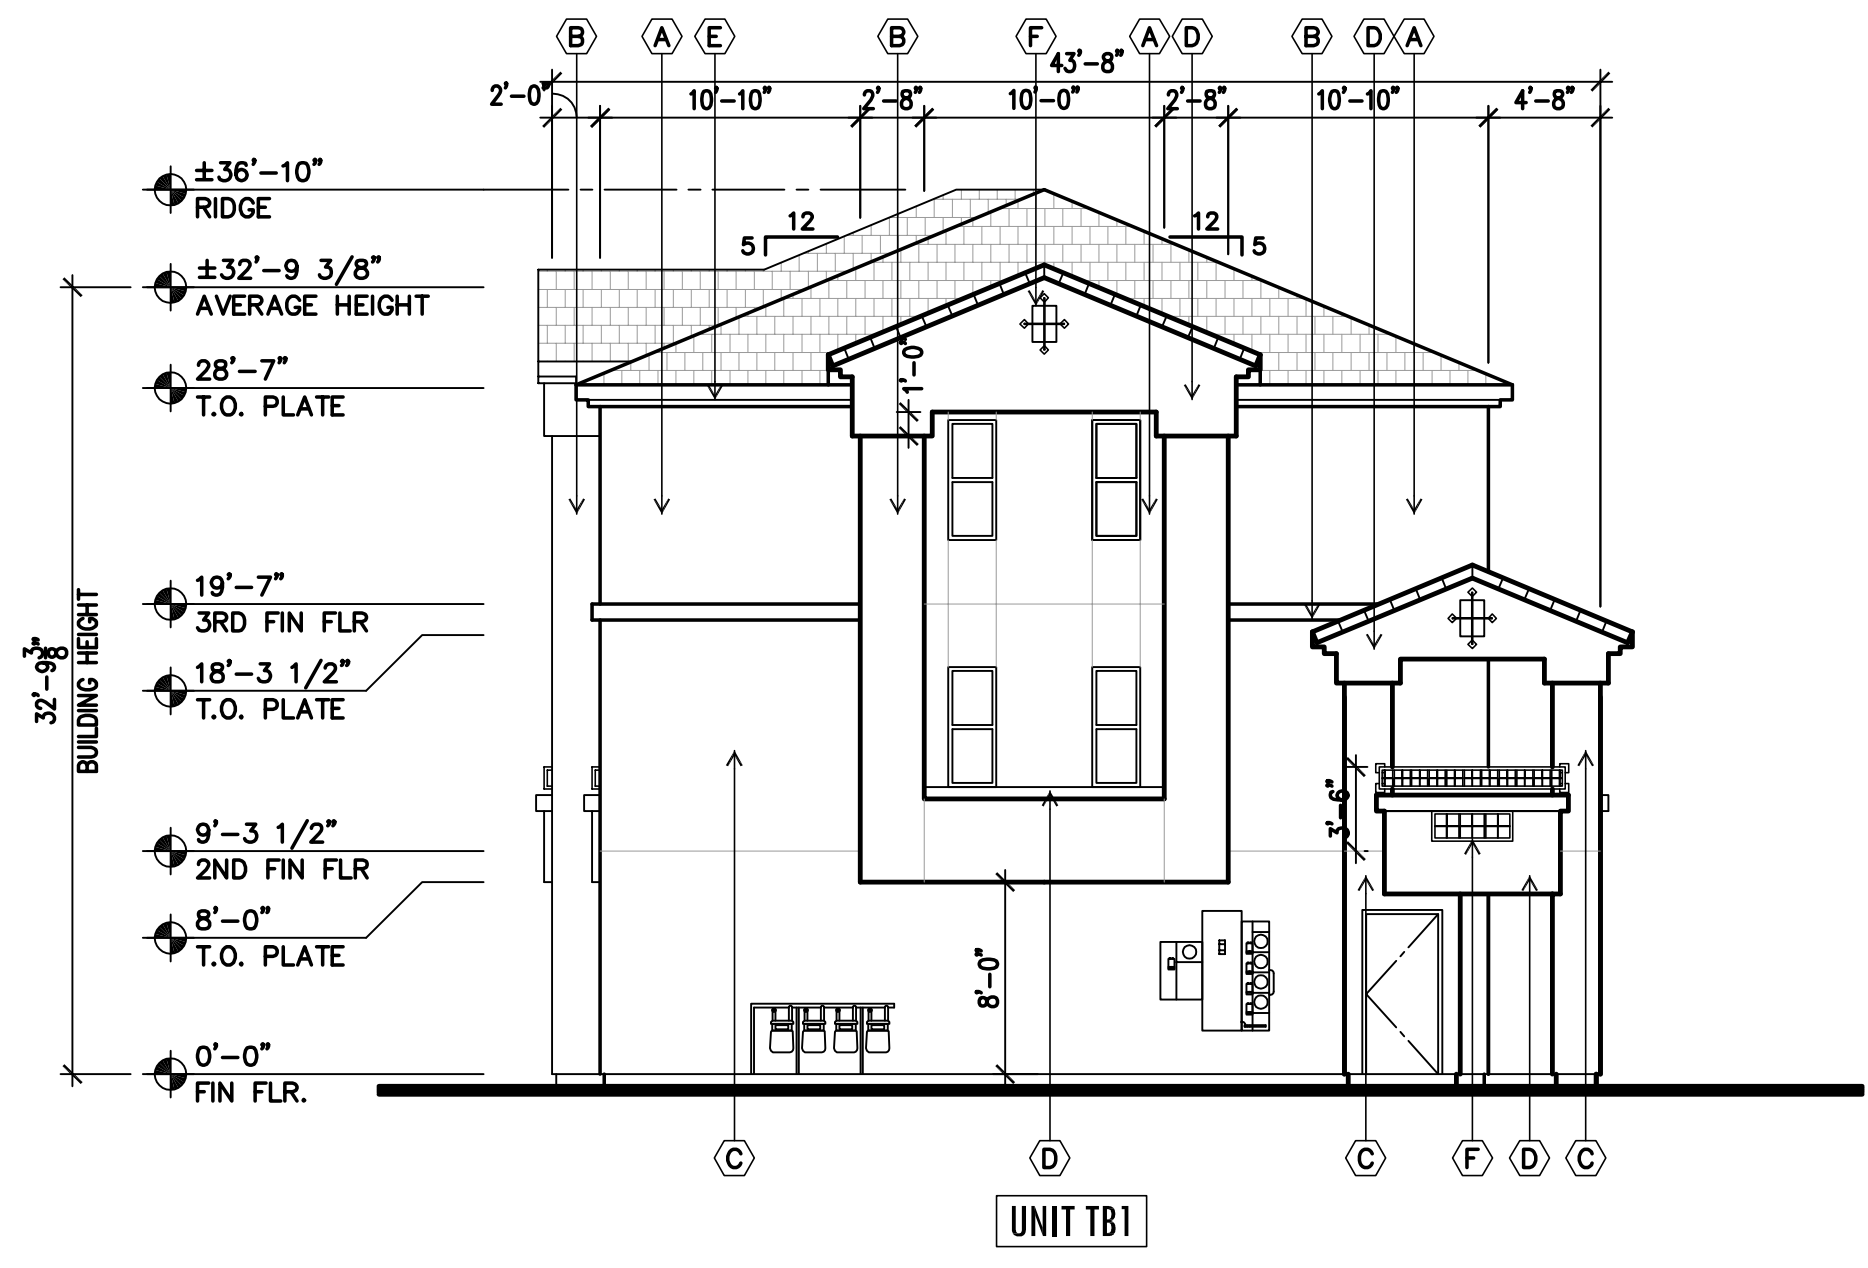 B A E B F A D B D A
43'-8"
2'-0" 10'-10" 2'-8" 10'-0" 2'-8" 10'-10" 4'-8"
±36'-10"
RIDGE
12
5
12
5
±32'-9 3/8"
AVERAGE HEIGHT
28'-7"
T.O. PLATE
1'-0"
19'-7"
3RD FIN FLR
18'-3 1/2"
T.O. PLATE
32'-9 3/8"
BUILDING HEIGHT
3'-6"
9'-3 1/2"
2ND FIN FLR
8'-0"
T.O. PLATE
8'-0"
0'-0"
FIN FLR.
C D C F D C
UNIT TB1